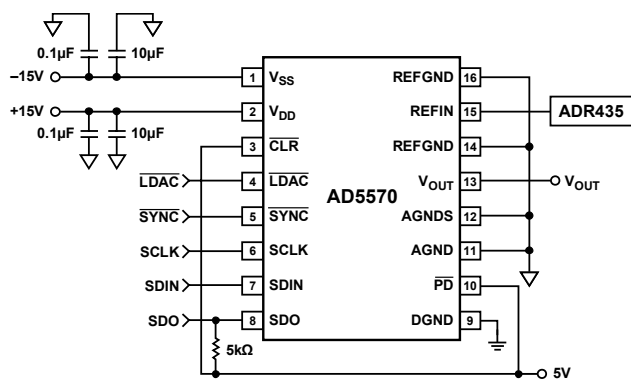 0.1µF 10µF
–15V
+15V
0.1µF 10µF
LDAC
SYNC
SCLK
SDIN
SDO
5kΩ
AD5570
1 VSS
2 VDD
3 CLR
4 LDAC
5 SYNC
6 SCLK
7 SDIN
8 SDO
REFGND 16
REFIN 15
REFGND 14
VOUT 13
AGNDS 12
AGND 11
PD 10
DGND 9
ADR435
VOUT
5V